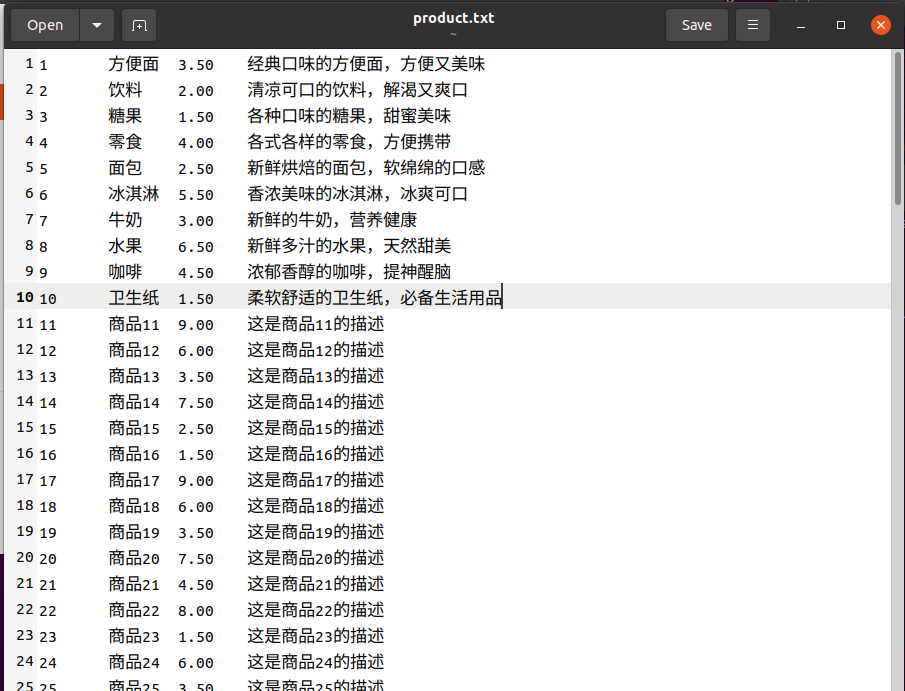 Open
product.txt
~
Save
1 1 方便面 3.50 经典口味的方便面，方便又美味
2 2 饮料 2.00 清凉可口的饮料，解渴又爽口
3 3 糖果 1.50 各种口味的糖果，甜蜜美味
4 4 零食 4.00 各式各样的零食，方便携带
5 5 面包 2.50 新鲜烘焙的面包，软绵绵的口感
6 6 冰淇淋 5.50 香浓美味的冰淇淋，冰爽可口
7 7 牛奶 3.00 新鲜的牛奶，营养健康
8 8 水果 6.50 新鲜多汁的水果，天然甜美
9 9 咖啡 4.50 浓郁香醇的咖啡，提神醒脑
10 10 卫生纸 1.50 柔软舒适的卫生纸，必备生活用品
11 11 商品11 9.00 这是商品11的描述
12 12 商品12 6.00 这是商品12的描述
13 13 商品13 3.50 这是商品13的描述
14 14 商品14 7.50 这是商品14的描述
15 15 商品15 2.50 这是商品15的描述
16 16 商品16 1.50 这是商品16的描述
17 17 商品17 9.00 这是商品17的描述
18 18 商品18 6.00 这是商品18的描述
19 19 商品19 3.50 这是商品19的描述
20 20 商品20 7.50 这是商品20的描述
21 21 商品21 4.50 这是商品21的描述
22 22 商品22 8.00 这是商品22的描述
23 23 商品23 1.50 这是商品23的描述
24 24 商品24 6.00 这是商品24的描述
25 25 商品25 3.50 这是商品25的描述